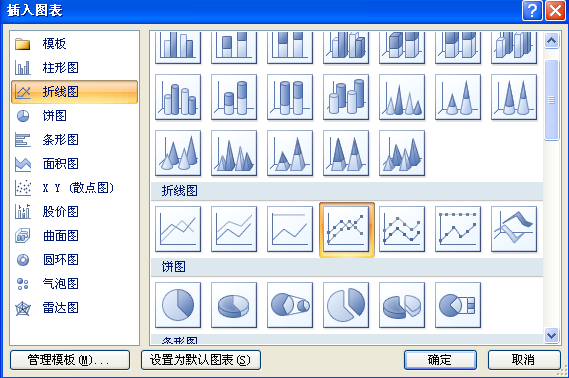 插入图表
模板
柱形图
折线图
饼图
条形图
面积图
X Y (散点图)
股价图
曲面图
圆环图
气泡图
雷达图
折线图
饼图
条形图
管理模板(M)...
设置为默认图表(S)
确定
取消